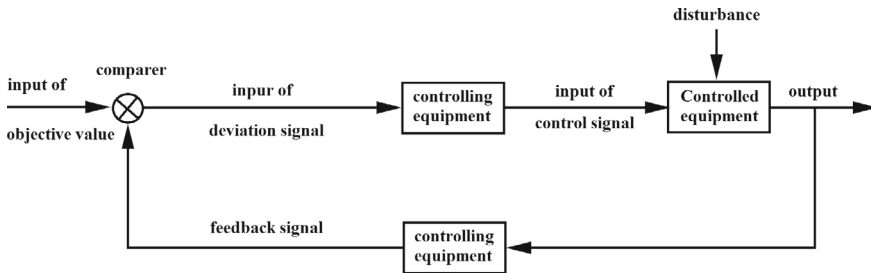 disturbance
comparer
input of
objective value
inpur of
deviation signal
controlling
equipment
input of
control signal
Controlled
equipment
output
feedback signal
controlling
equipment